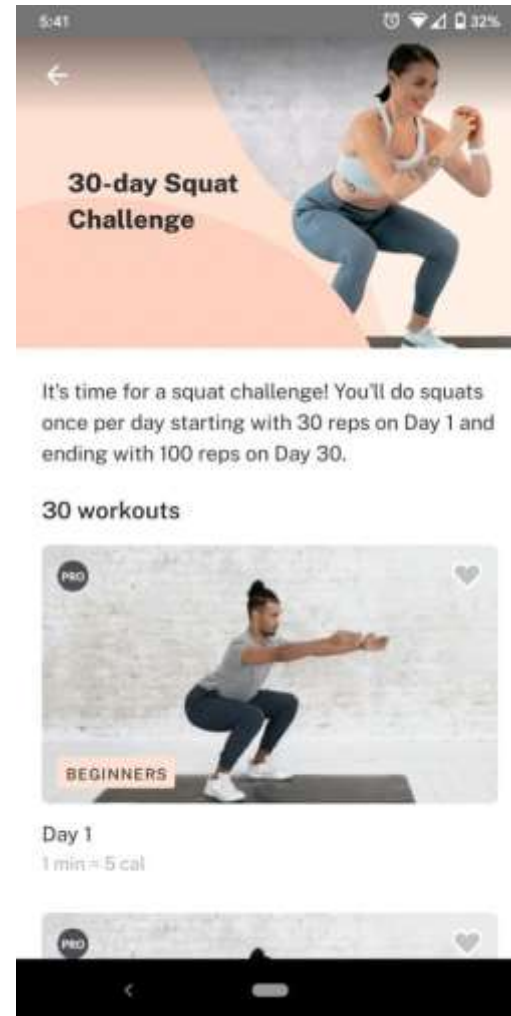 5:41
32%
30-day Squat
Challenge
It's time for a squat challenge! You'll do squats
once per day starting with 30 reps on Day 1 and
ending with 100 reps on Day 30.
30 workouts
PRO
BEGINNERS
Day 1
1 min ≈ 5 cal
PRO